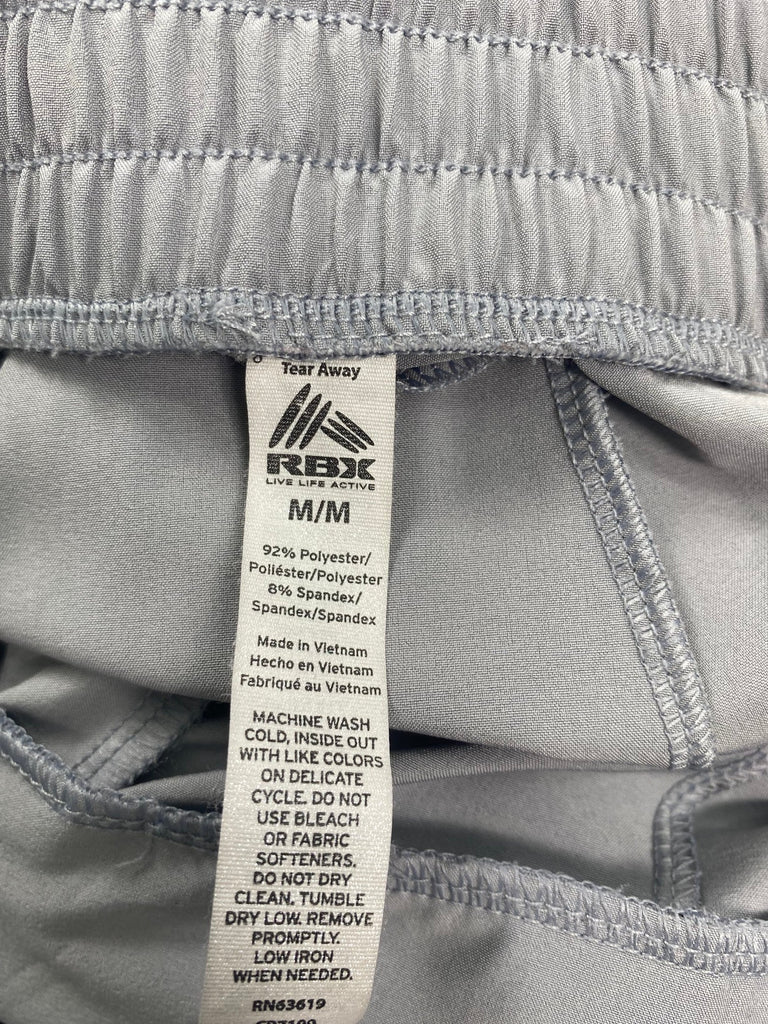 Tear Away
RBX
LIVE LIFE ACTIVE
M/M
92% Polyester/
Poliéster/Polyester
8% Spandex/
Spandex/Spandex
Made in Vietnam
Hecho en Vietnam
Fabriqué au Vietnam
MACHINE WASH
COLD, INSIDE OUT
WITH LIKE COLORS
ON DELICATE
CYCLE. DO NOT
USE BLEACH
OR FABRIC
SOFTENERS.
DO NOT DRY
CLEAN. TUMBLE
DRY LOW. REMOVE
PROMPTLY.
LOW IRON
WHEN NEEDED.
RN63619